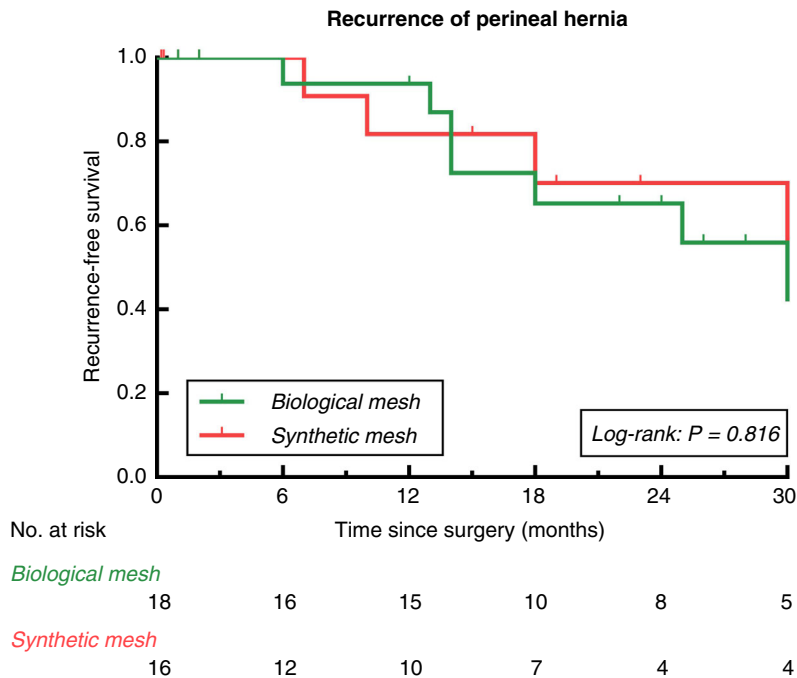 Recurrence of perineal hernia
Recurrence-free survival
1.0
0.8
0.6
0.4
0.2
0.0
Biological mesh
Synthetic mesh
Log-rank: P = 0.816
0 6 12 18 24 30
No. at risk
Time since surgery (months)
Biological mesh
18 16 15 10 8 5
Synthetic mesh
16 12 10 7 4 4